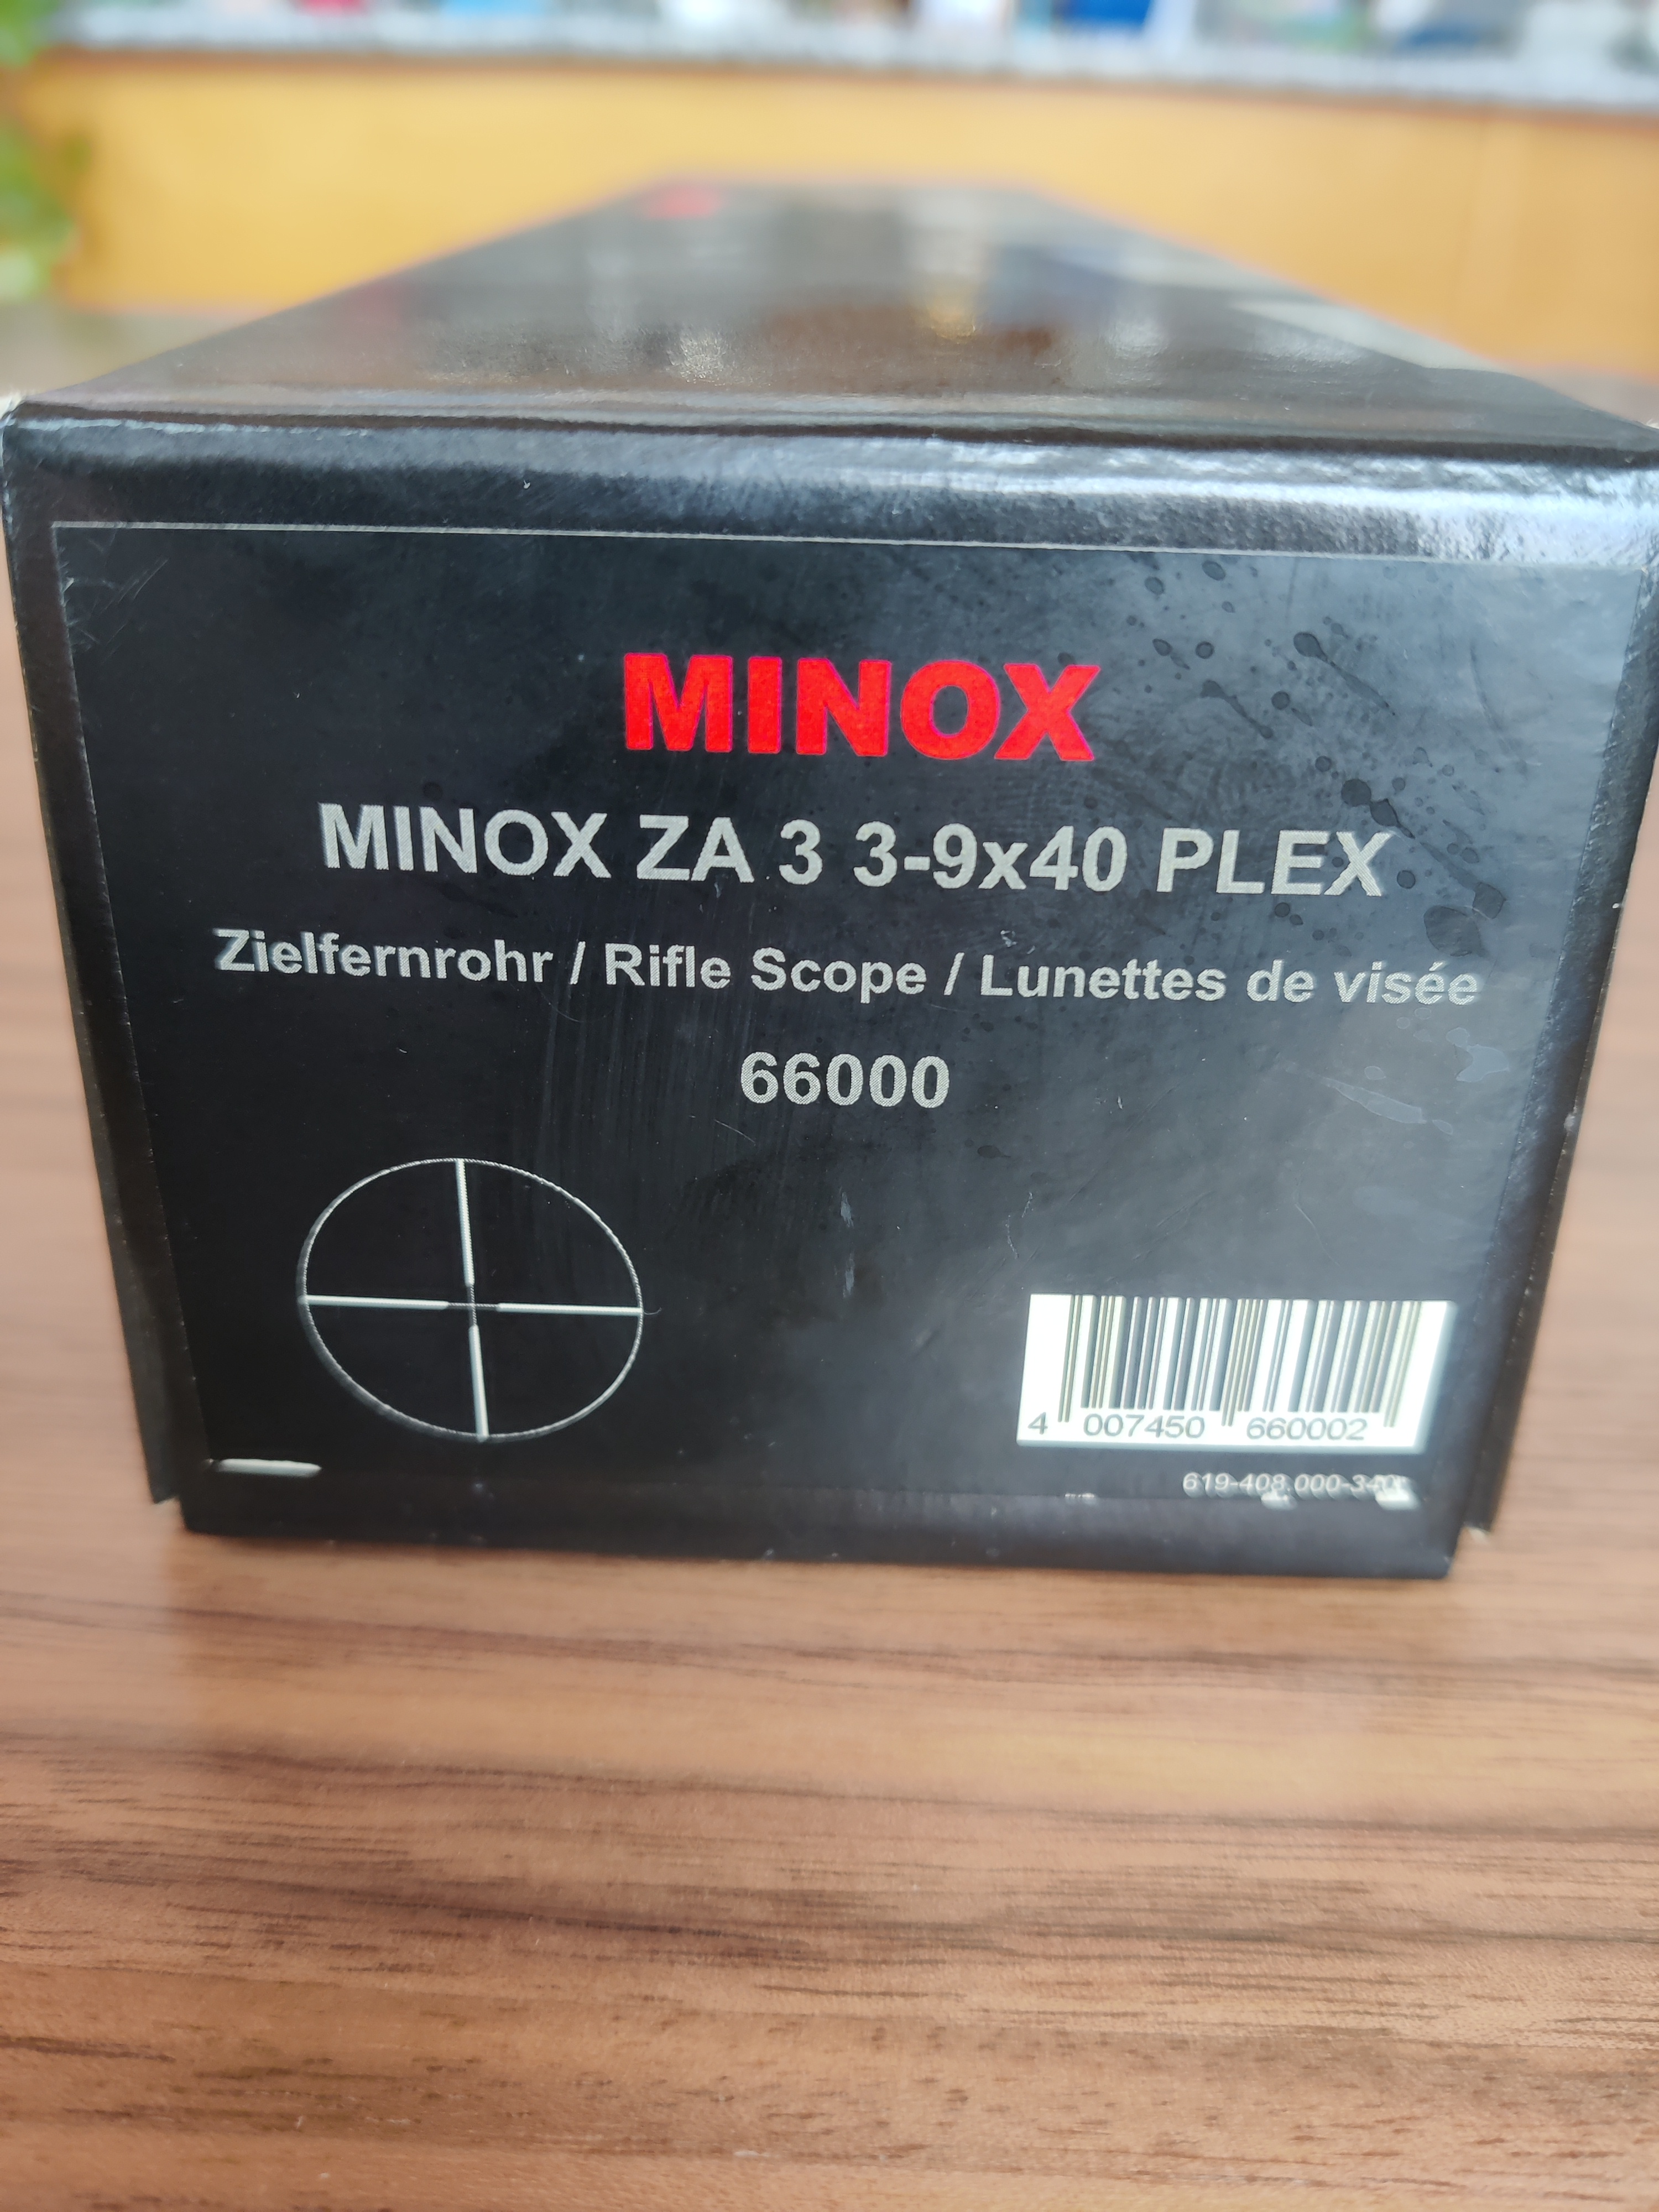 MINOX
MINOX ZA 3 3-9x40 PLEX
Zielfernrohr / Rifle Scope / Lunettes de visée
66000
4 007450 660002